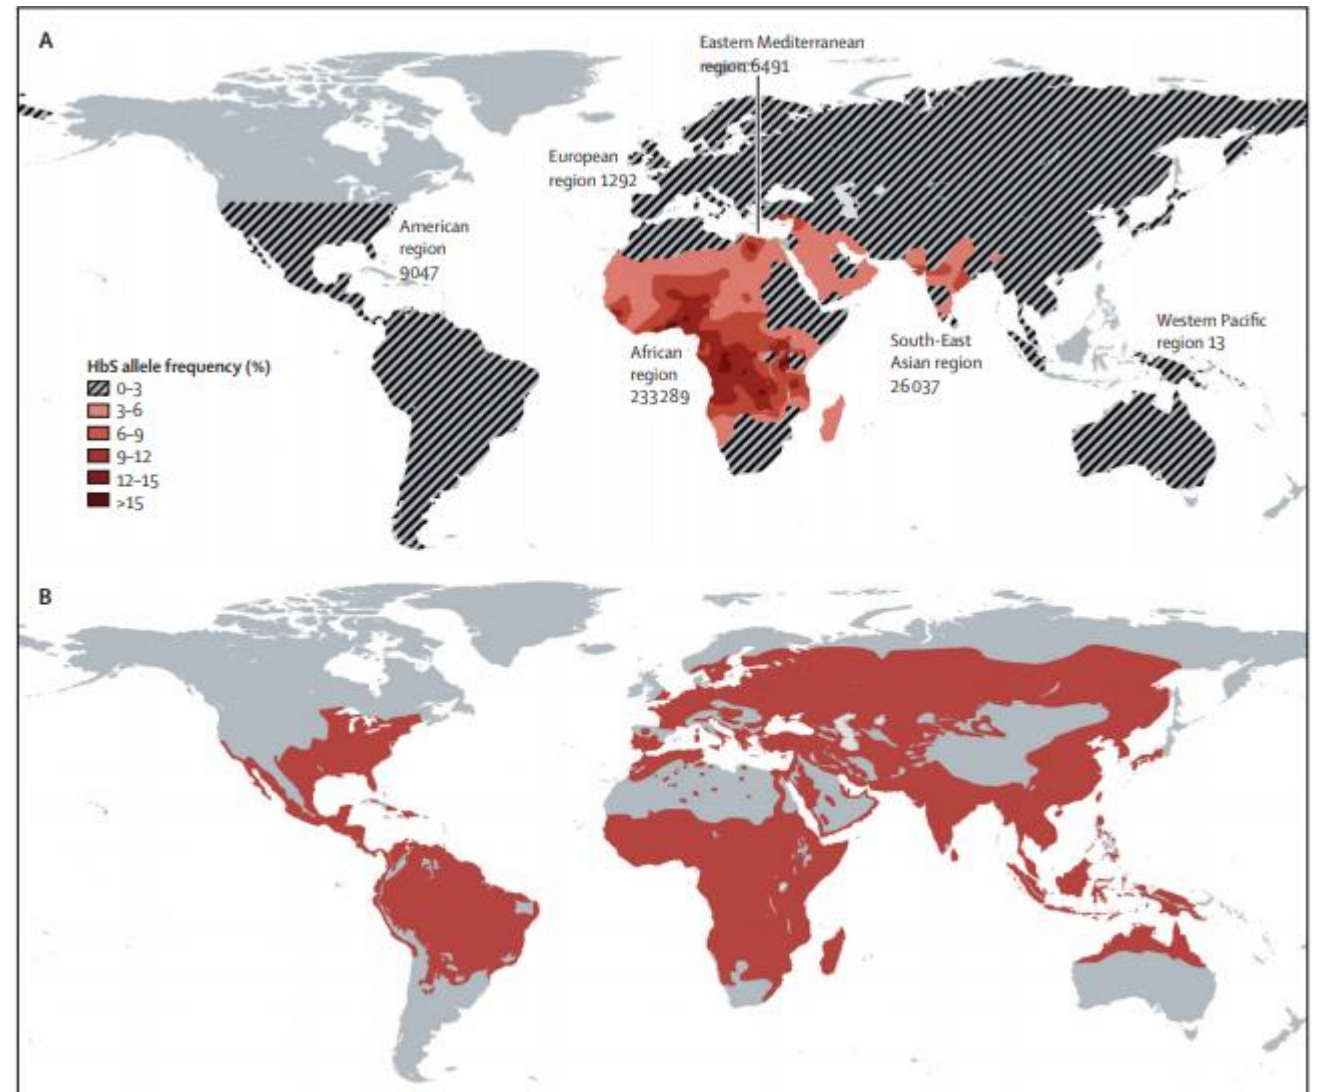 A
Eastern Mediterranean
region 6491
European
region 1292
American
region
9047
HbS allele frequency (%)
0–3
3–6
6–9
9–12
12–15
>15
African
region
233289
South-East
Asian region
26037
Western Pacific
region 13
B